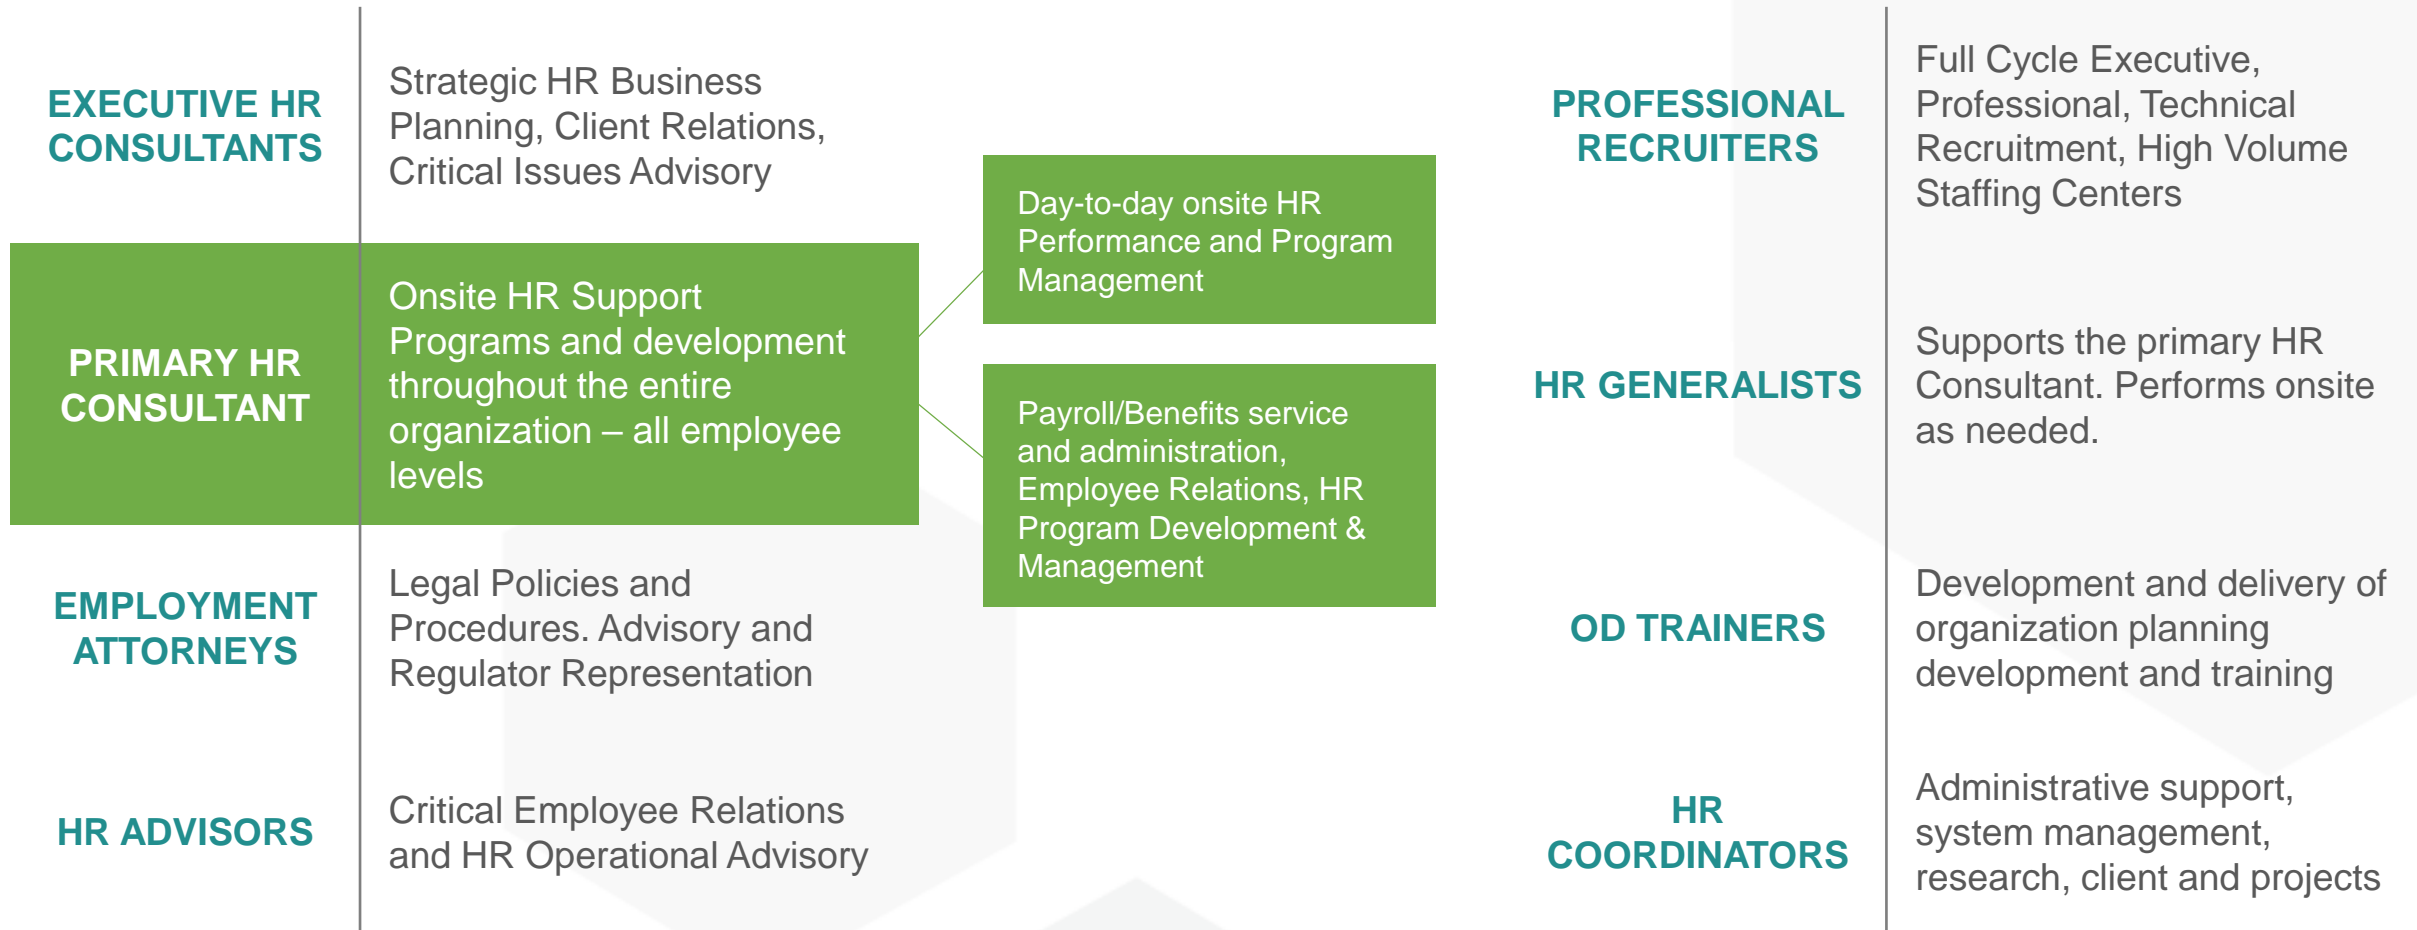 EXECUTIVE HR
CONSULTANTS
Strategic HR Business
Planning, Client Relations,
Critical Issues Advisory
PRIMARY HR
CONSULTANT
Onsite HR Support
Programs and development
throughout the entire
organization – all employee
levels
Day-to-day onsite HR
Performance and Program
Management
Payroll/Benefits service
and administration,
Employee Relations, HR
Program Development &
Management
EMPLOYMENT
ATTORNEYS
Legal Policies and
Procedures. Advisory and
Regulator Representation
HR ADVISORS
Critical Employee Relations
and HR Operational Advisory
PROFESSIONAL
RECRUITERS
Full Cycle Executive,
Professional, Technical
Recruitment, High Volume
Staffing Centers
HR GENERALISTS
Supports the primary HR
Consultant. Performs onsite
as needed.
OD TRAINERS
Development and delivery of
organization planning
development and training
HR
COORDINATORS
Administrative support,
system management,
research, client and projects